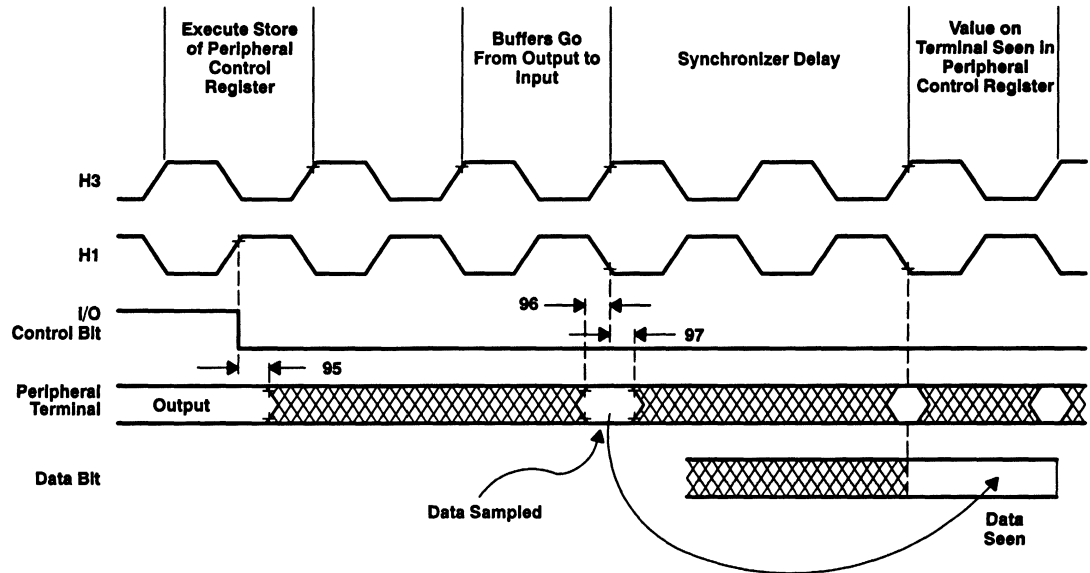 Execute Store
of Peripheral
Control
Register
Buffers Go
From Output to
Input
Synchronizer Delay
Value on
Terminal Seen in
Peripheral
Control Register
H3
H1
I/O
Control Bit
96
97
95
Peripheral
Terminal
Output
Data Bit
Data Sampled
Data
Seen